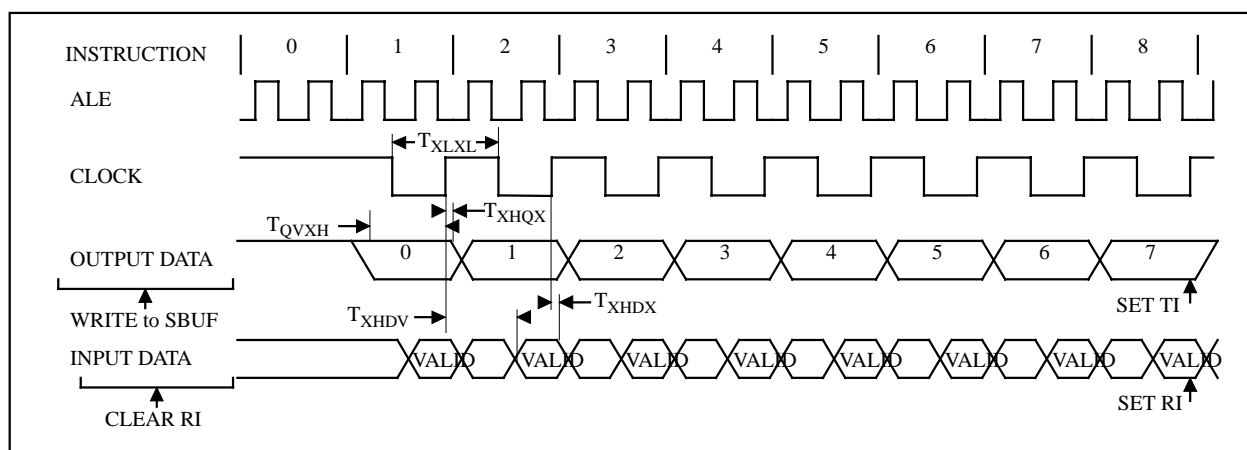 INSTRUCTION 0 1 2 3 4 5 6 7 8
ALE
TXLXL
CLOCK
TXHQX
TQVXH
OUTPUT DATA 0 1 2 3 4 5 6 7
TXHDX
SET TI
WRITE to SBUF
TXHDV
INPUT DATA VALID VALID VALID VALID VALID VALID VALID VALID
SET RI
CLEAR RI